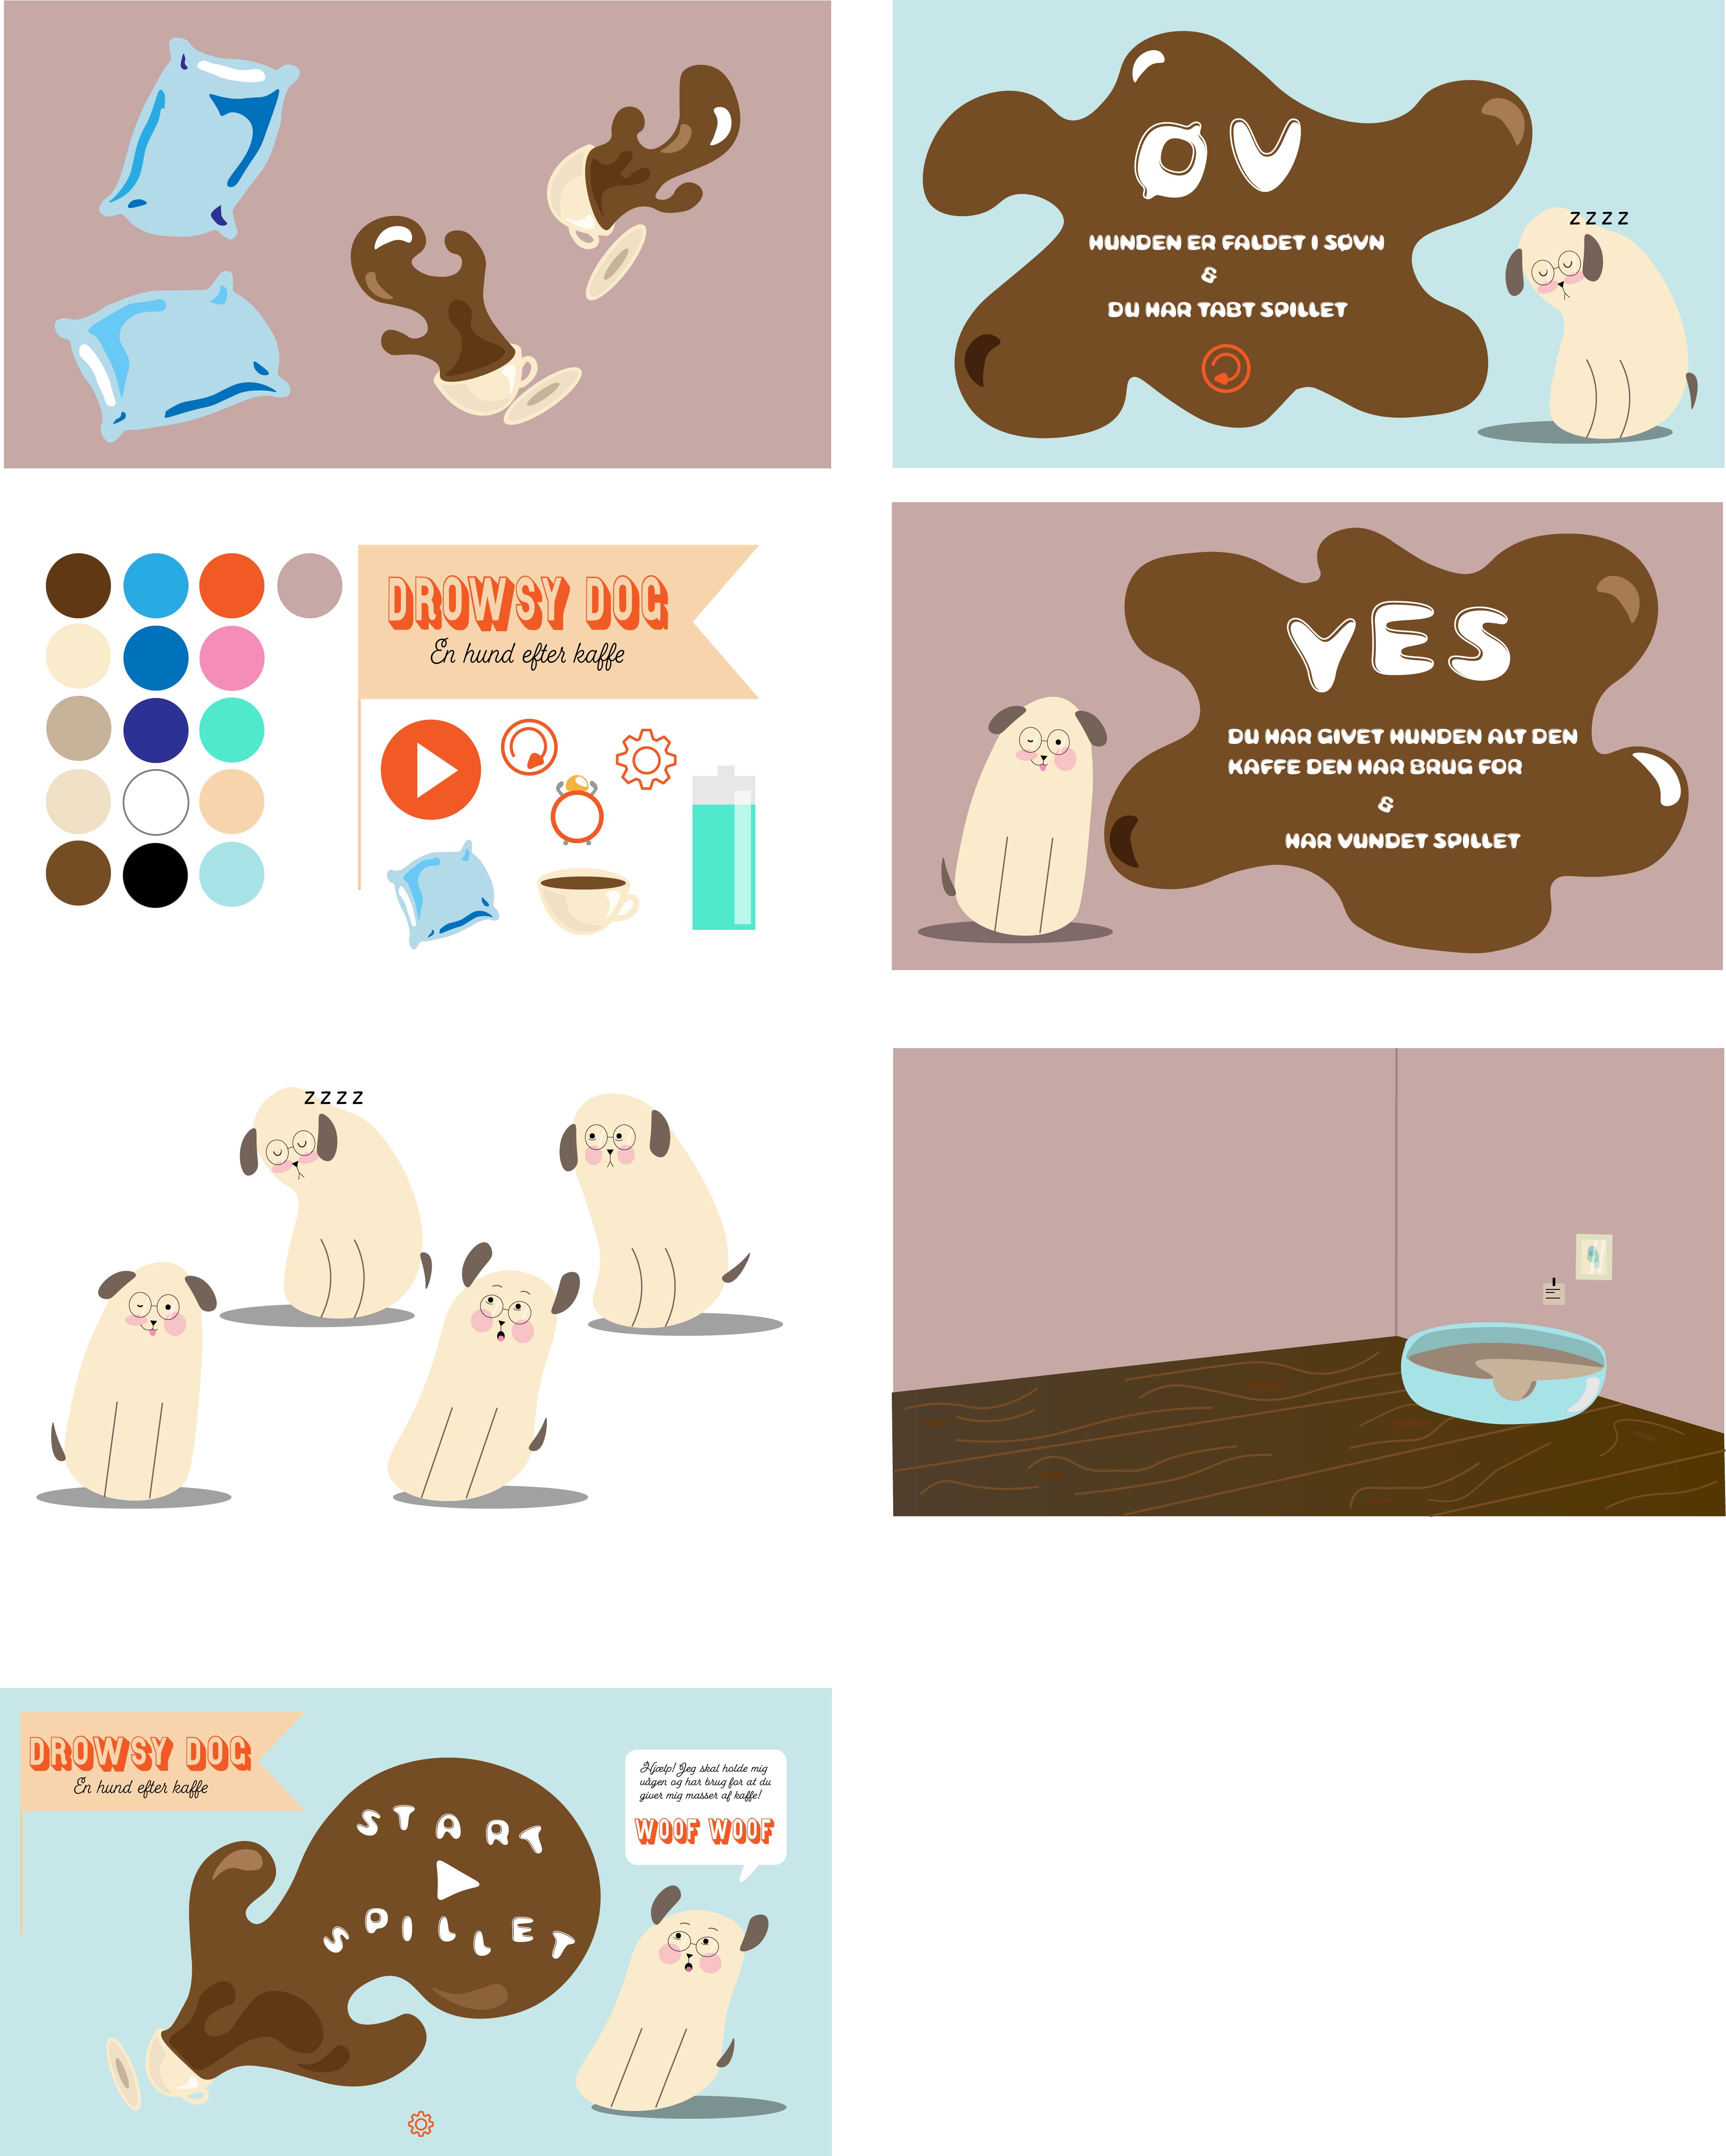 ØV
HUNDEN ER FALDET I SØVN
&
DU HAR TABT SPILLET
ZZZZ
DROWSY DOG
En hund efter kaffe
YES
DU HAR GIVET HUNDEN ALT DEN
KAFFE DEN HAR BRUG FOR
&
HAR VUNDET SPILLET
ZZZZ
DROWSY DOG
En hund efter kaffe
START
SPILLET
Hjælp! Jeg skal holde mig
vågen og har brug for at du
giver mig masser af kaffe!
WOOF WOOF